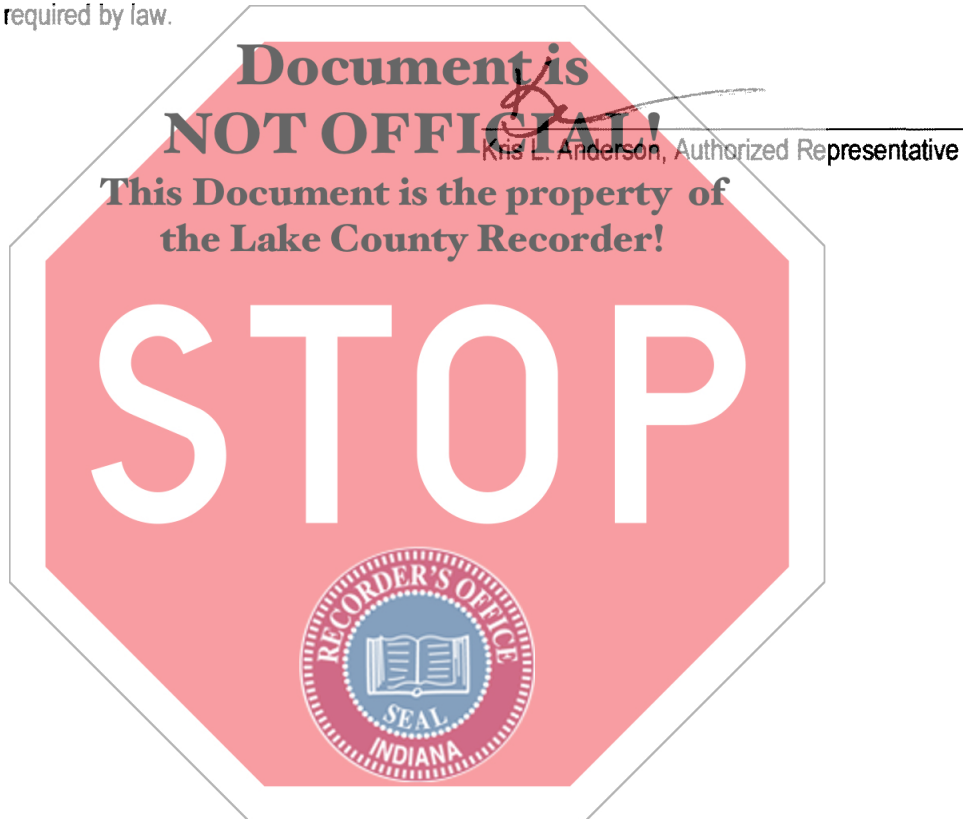 required by law.
Document is
NOT OFFICIAL!
Kris L. Anderson, Authorized Representative
This Document is the property of
the Lake County Recorder!
STOP
RECORDER'S OFFICE
SEAL
INDIANA